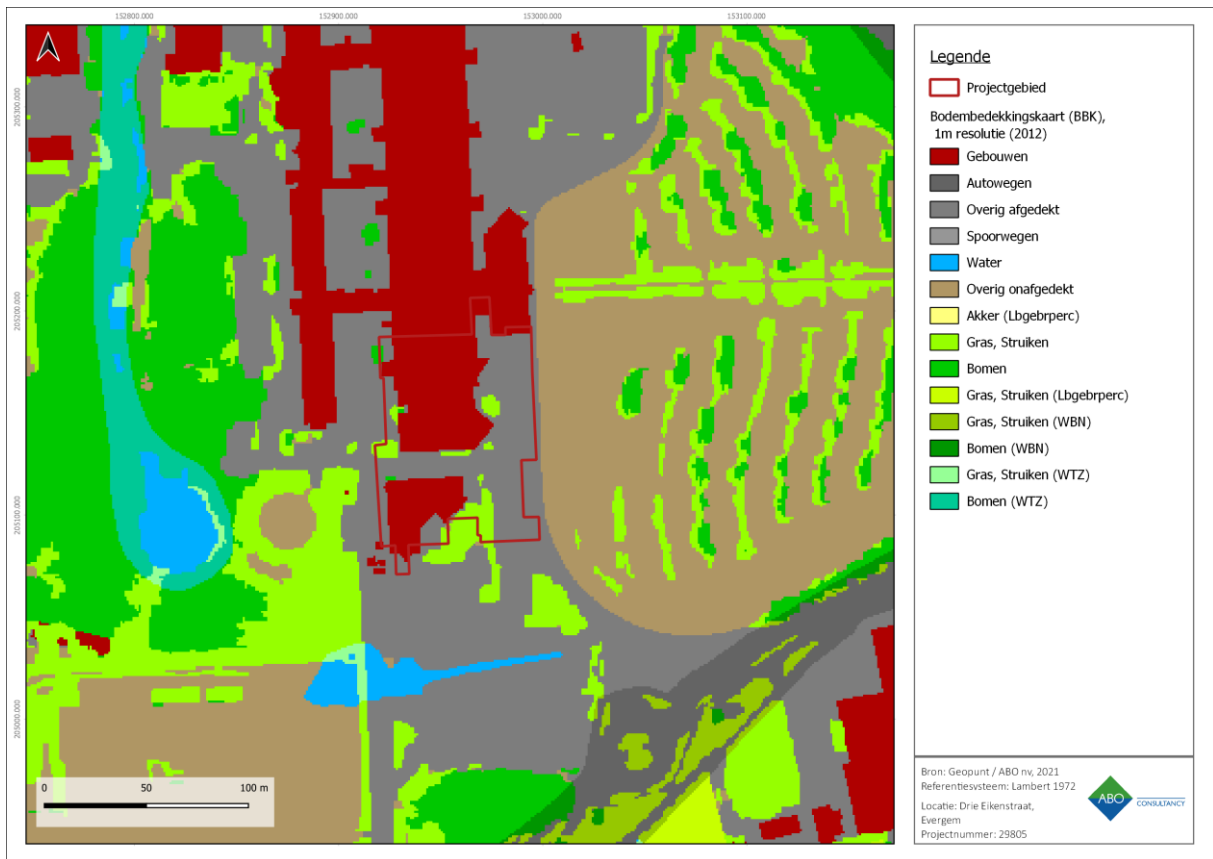 152800.000
152900.000
153000.000
153100.000
205300.000
205200.000
205100.000
205000.000
0
50
100 m
Legende
Projectgebied
Bodembedekkingskaart (BBK),
1m resolutie (2012)
Gebouwen
Autowegen
Overig afgedekt
Spoorwegen
Water
Overig onafgedekt
Akker (Lbgebrperc)
Gras, Struiken
Bomen
Gras, Struiken (Lbgebrperc)
Gras, Struiken (WBN)
Bomen (WBN)
Gras, Struiken (WTZ)
Bomen (WTZ)
Bron: Geopunt / ABO nv, 2021
Referentiesysteem: Lambert 1972
Locatie: Drie Eikenstraat,
Evergem
Projectnummer: 29805
ABO
CONSULTANCY